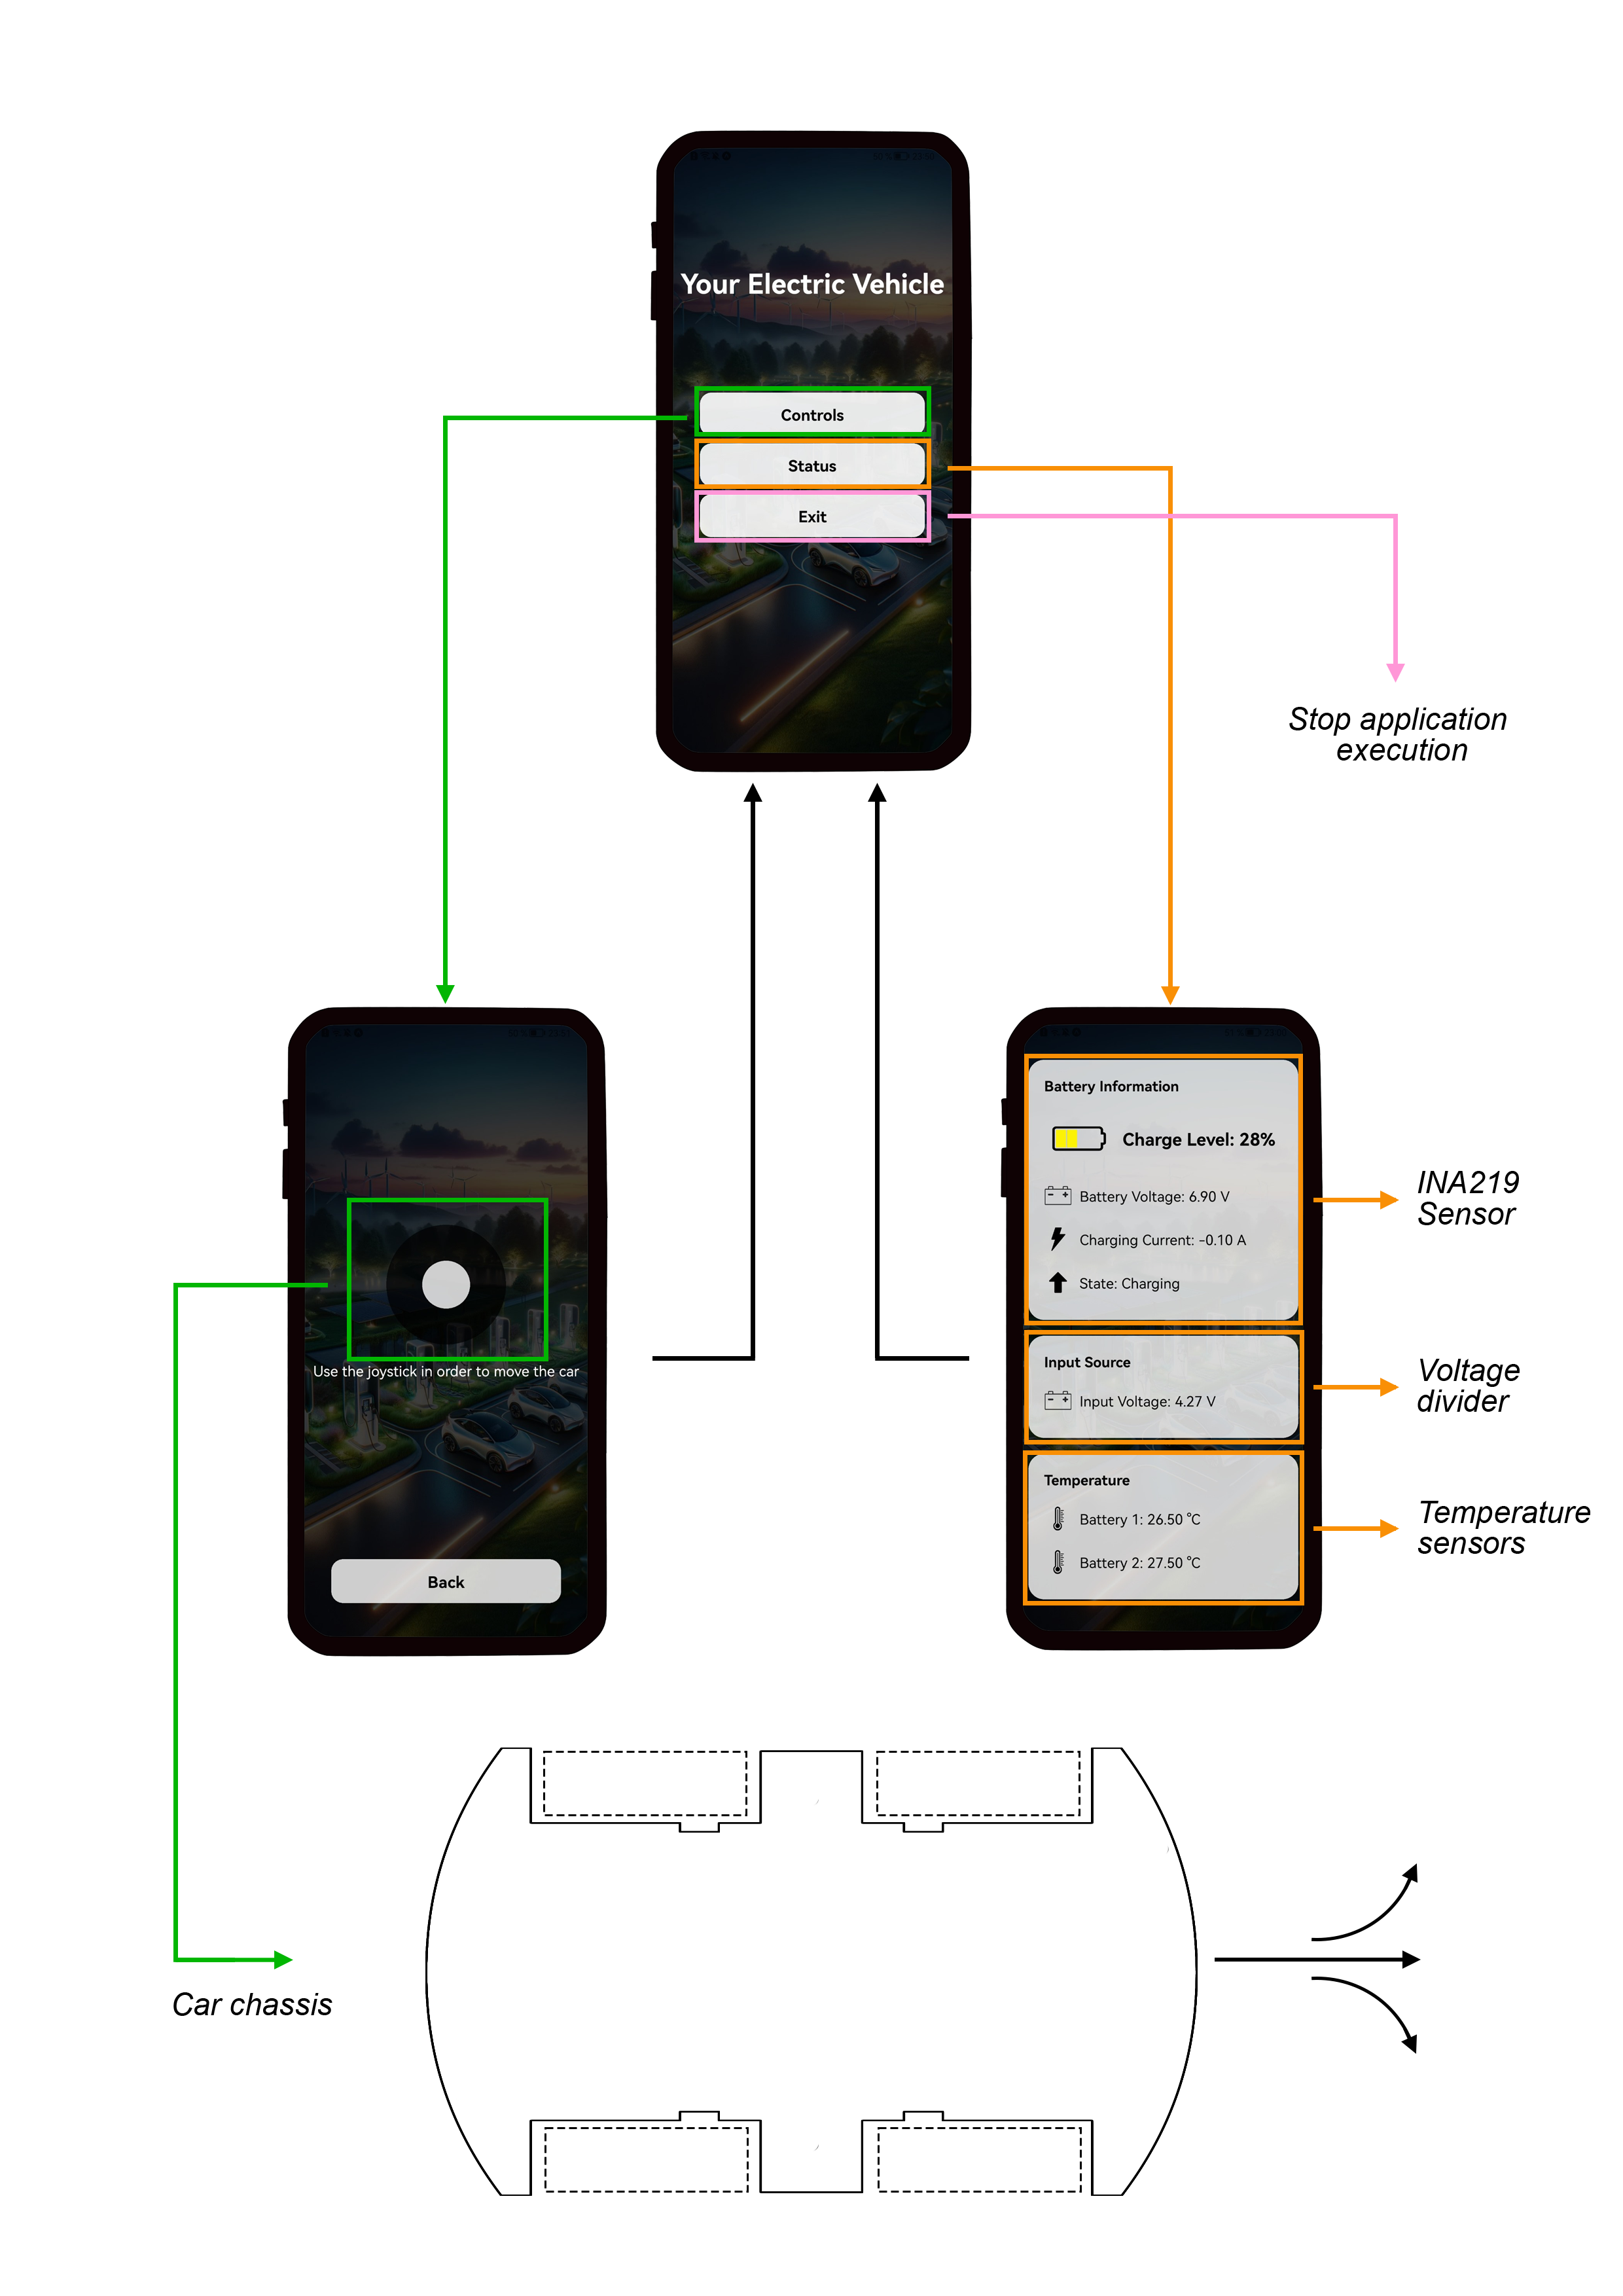 Your Electric Vehicle
Controls
Status
Exit
Stop application
execution
Use the joystick in order to move the car
Back
Battery Information
Charge Level: 28%
Battery Voltage: 6.90 V
Charging Current: -0.10 A
State: Charging
Input Source
Input Voltage: 4.27 V
Temperature
Battery 1: 26.50 °C
Battery 2: 27.50 °C
INA219
Sensor
Voltage
divider
Temperature
sensors
Car chassis